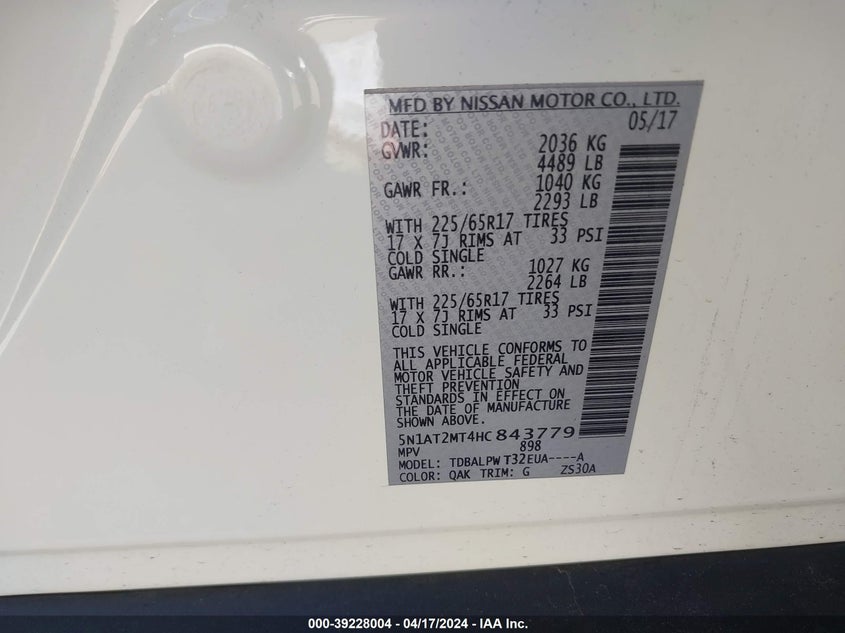 MFD BY NISSAN MOTOR CO., LTD.
DATE: 05/17
GVWR: 2036 KG
4489 LB
GAWR FR.: 1040 KG
2293 LB
WITH 225/65R17 TIRES
17 X 7J RIMS AT 33 PSI
COLD SINGLE
GAWR RR.: 1027 KG
2264 LB
WITH 225/65R17 TIRES
17 X 7J RIMS AT 33 PSI
COLD SINGLE
THIS VEHICLE CONFORMS TO
ALL APPLICABLE FEDERAL
MOTOR VEHICLE SAFETY AND
THEFT PREVENTION
STANDARDS IN EFFECT ON
THE DATE OF MANUFACTURE
SHOWN ABOVE.
5N1AT2MT4HC 843779
MPV 898
MODEL: TDBALPW T32EUA----A
COLOR: QAK TRIM: G ZS30A
000-39228004 - 04/17/2024 - IAA Inc.